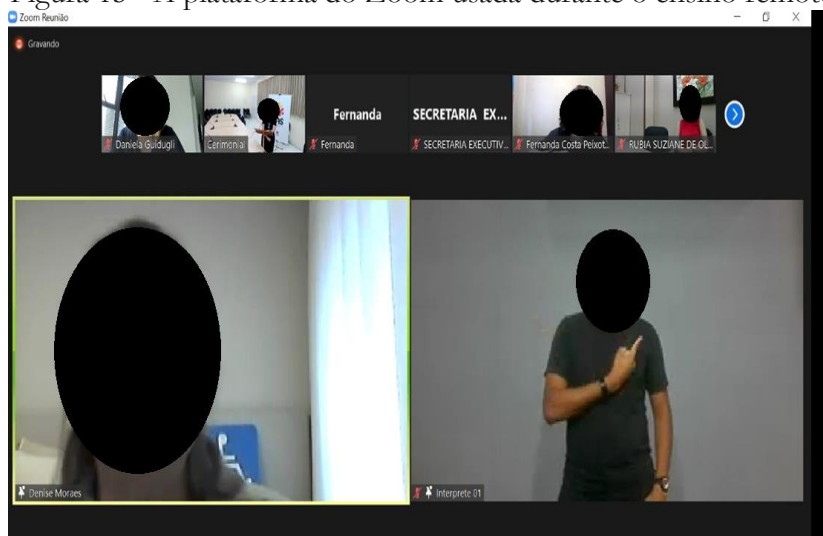 Figura 13 - A plataforma do Zoom usada durante o ensino remoto
Zoom Reunião
Gravando
Fernanda
SECRETARIA EX...
Daniela Guidugli
Cerimonial
Fernanda
SECRETARIA EXECUTIV...
Fernanda Costa Peixot...
RUBIA SUZIANE DE OL...
Denise Moraes
Interprete 01